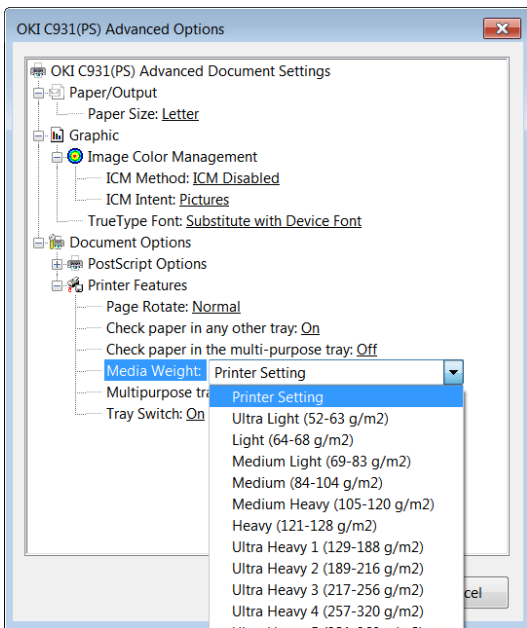 OKI C931(PS) Advanced Options
OKI C931(PS) Advanced Document Settings
Paper/Output
Paper Size: Letter
Graphic
Image Color Management
ICM Method: ICM Disabled
ICM Intent: Pictures
TrueType Font: Substitute with Device Font
Document Options
PostScript Options
Printer Features
Page Rotate: Normal
Check paper in any other tray: On
Check paper in the multi-purpose tray: Off
Media Weight: Printer Setting
Multipurpose tra
Tray Switch: On
Printer Setting
Ultra Light (52-63 g/m2)
Light (64-68 g/m2)
Medium Light (69-83 g/m2)
Medium (84-104 g/m2)
Medium Heavy (105-120 g/m2)
Heavy (121-128 g/m2)
Ultra Heavy 1 (129-188 g/m2)
Ultra Heavy 2 (189-216 g/m2)
Ultra Heavy 3 (217-256 g/m2)
Ultra Heavy 4 (257-320 g/m2)
cel